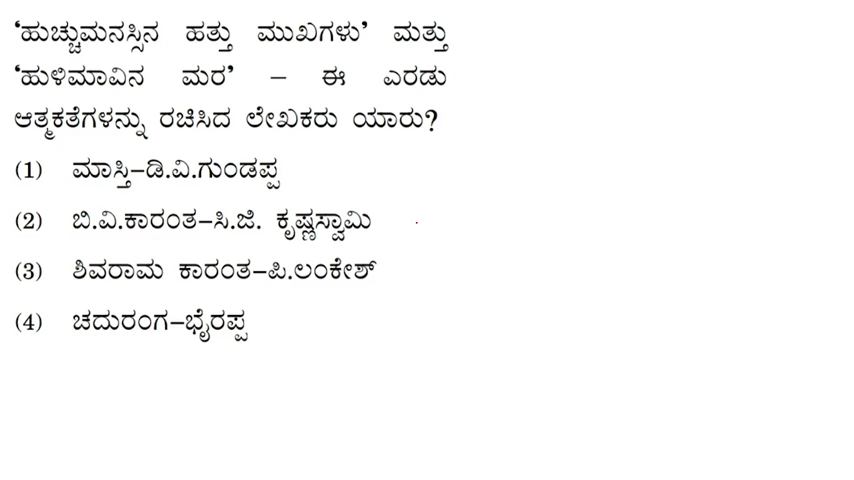 ‘ಹುಚ್ಚುಮನಸ್ಸಿನ ಹತ್ತು ಮುಖಗಳು’ ಮತ್ತು
‘ಹುಳಿಮಾವಿನ ಮರ’ – ಈ ಎರಡು
ಆತ್ಮಕತೆಗಳನ್ನು ರಚಿಸಿದ ಲೇಖಕರು ಯಾರು?
(1) ಮಾಸ್ತಿ–ಡಿ.ವಿ.ಗುಂಡಪ್ಪ
(2) ಬಿ.ವಿ.ಕಾರಂತ–ಸಿ.ಜಿ. ಕೃಷ್ಣಸ್ವಾಮಿ
(3) ಶಿವರಾಮ ಕಾರಂತ–ಪಿ.ಲಂಕೇಶ್
(4) ಚದುರಂಗ–ಭೈರಪ್ಪ